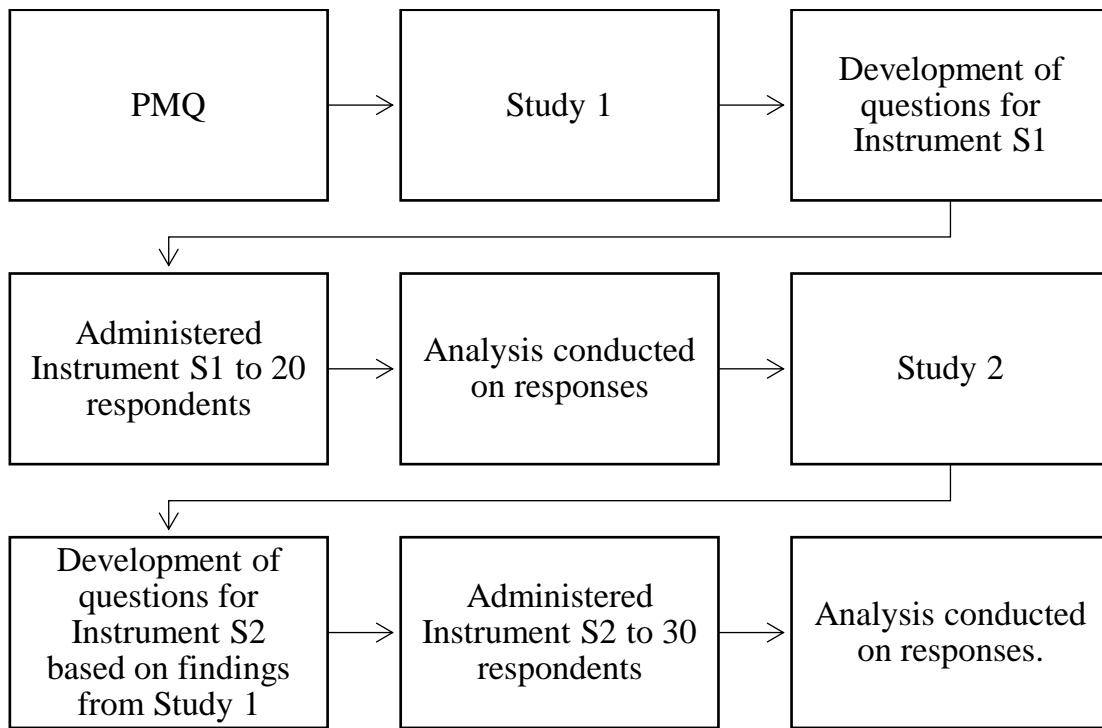 PMQ
Study 1
Development of
questions for
Instrument S1
Administered
Instrument S1 to 20
respondents
Analysis conducted
on responses
Study 2
Development of
questions for
Instrument S2
based on findings
from Study 1
Administered
Instrument S2 to 30
respondents
Analysis conducted
on responses.